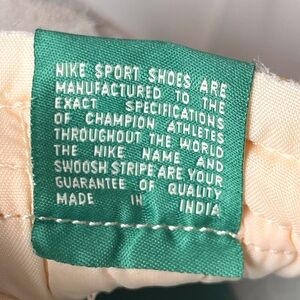 NIKE SPORT SHOES ARE
MANUFACTURED TO THE
EXACT SPECIFICATIONS
OF CHAMPION ATHLETES
THROUGHOUT THE WORLD
THE NIKE NAME AND
SWOOSH STRIPE ARE YOUR
GUARANTEE OF QUALITY
MADE IN INDIA